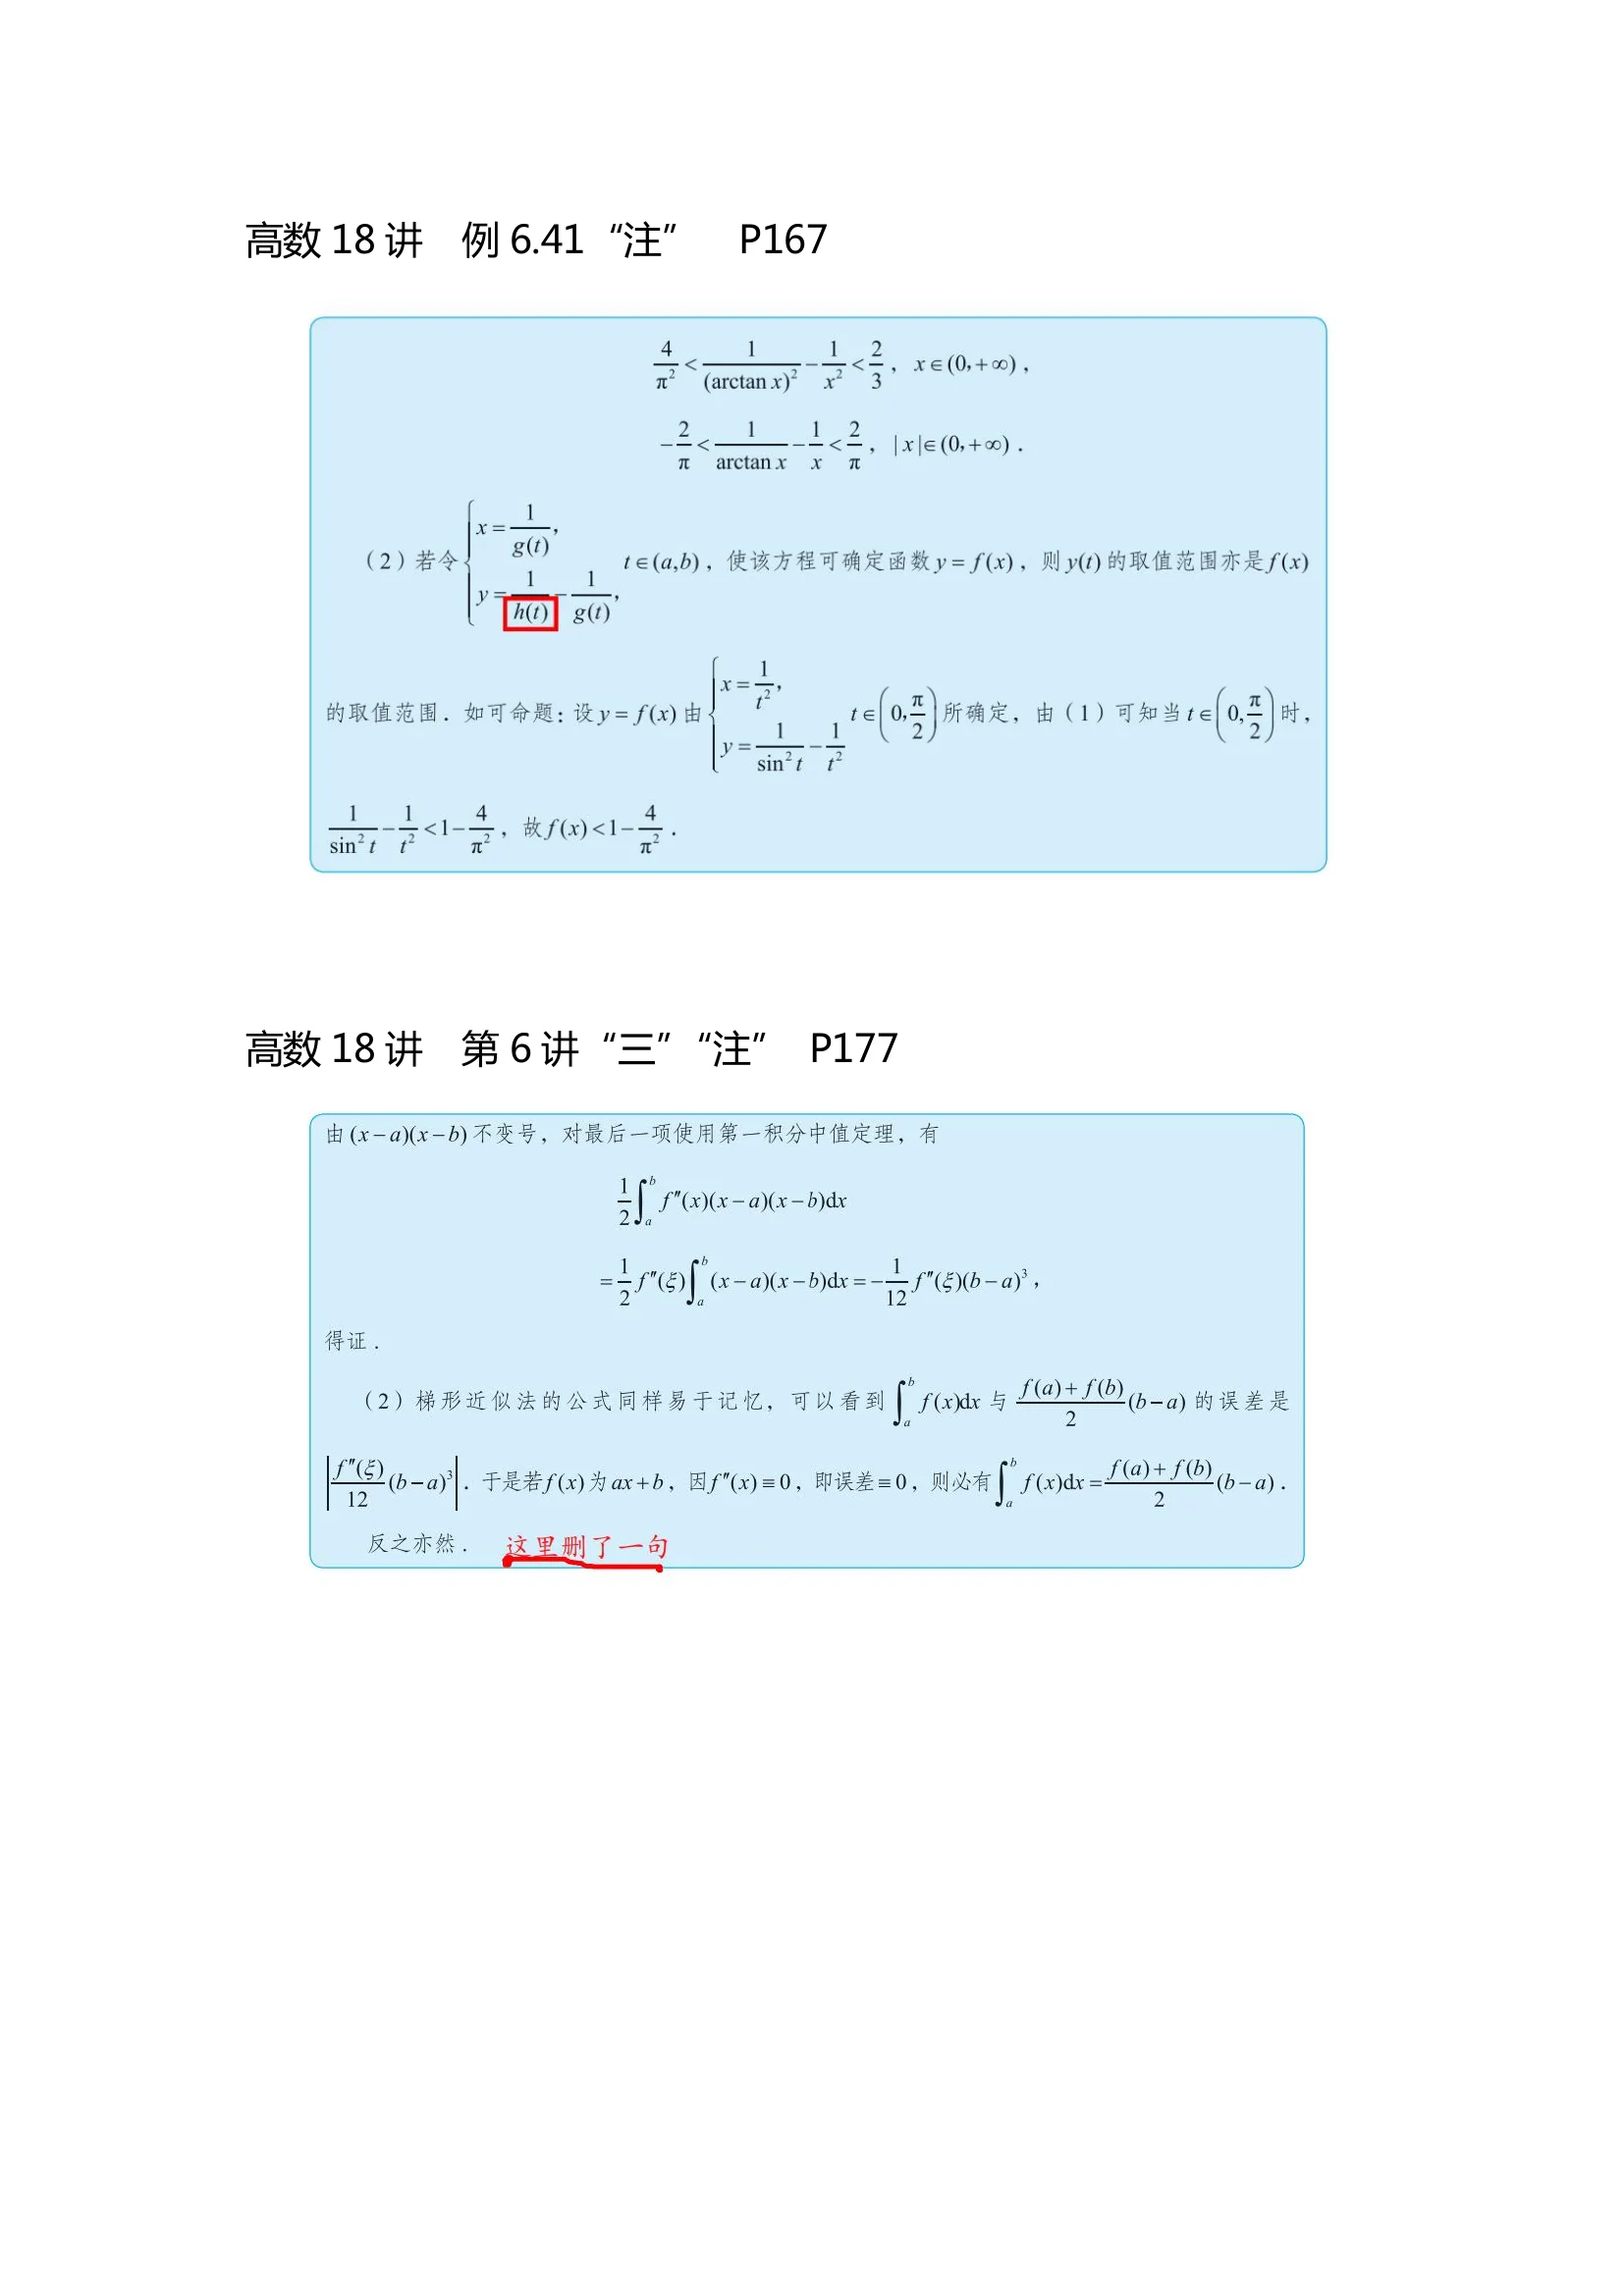 高数 18 讲 例 6.41 “注” P167
$\frac{4}{\pi^2}<\frac{1}{(\arctan x)^2}-\frac{1}{x^2}<\frac{2}{3}$，$x\in(0,+\infty)$，
$-\frac{2}{\pi}<\frac{1}{\arctan x}-\frac{1}{x}<\frac{2}{\pi}$，$|x|\in(0,+\infty)$．
（2）若令$\begin{cases}x=\frac{1}{g(t)},\\y=\frac{1}{h(t)}-\frac{1}{g(t)},\end{cases}$ $t\in(a,b)$，使该方程可确定函数$y=f(x)$，则$y(t)$的取值范围亦是$f(x)$
的取值范围．如可命题：设$y=f(x)$由$\begin{cases}x=\frac{1}{t^2},\\y=\frac{1}{\sin^2 t}-\frac{1}{t^2}\end{cases}$ $t\in\left(0,\frac{\pi}{2}\right)$所确定，由（1）可知当$t\in\left(0,\frac{\pi}{2}\right)$时，
$\frac{1}{\sin^2 t}-\frac{1}{t^2}<1-\frac{4}{\pi^2}$，故$f(x)<1-\frac{4}{\pi^2}$．
高数 18 讲 第 6 讲 “三” “注” P177
由$(x-a)(x-b)$不变号，对最后一项使用第一积分中值定理，有
$\frac{1}{2}\int_a^b f''(x)(x-a)(x-b)\mathrm{d}x$
$=\frac{1}{2}f''(\xi)\int_a^b (x-a)(x-b)\mathrm{d}x=-\frac{1}{12}f''(\xi)(b-a)^3$，
得证．
（2）梯形近似法的公式同样易于记忆，可以看到$\int_a^b f(x)\mathrm{d}x$与$\frac{f(a)+f(b)}{2}(b-a)$的误差是
$\left|\frac{f''(\xi)}{12}(b-a)^3\right|$．于是若$f(x)$为$ax+b$，因$f''(x)\equiv 0$，即误差$\equiv 0$，则必有$\int_a^b f(x)\mathrm{d}x=\frac{f(a)+f(b)}{2}(b-a)$．
反之亦然． 这里删了一句